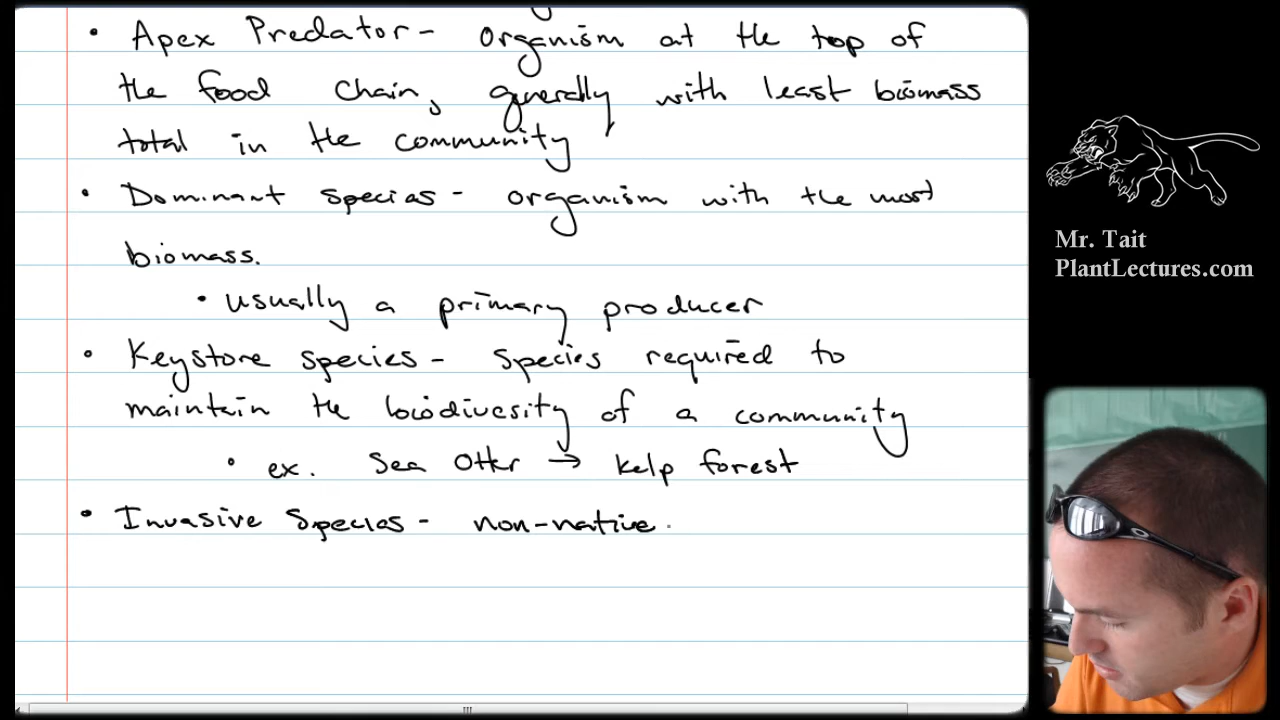 • Apex Predator - organism at the top of
the food chain, generally with least biomass
total in the community
• Dominant species - organism with the most
biomass.
• usually a primary producer
• Keystone species - species required to
maintain the biodivesity of a community
• ex. Sea Otter → kelp forest
• Invasive Species - non-native
Mr. Tait
PlantLectures.com